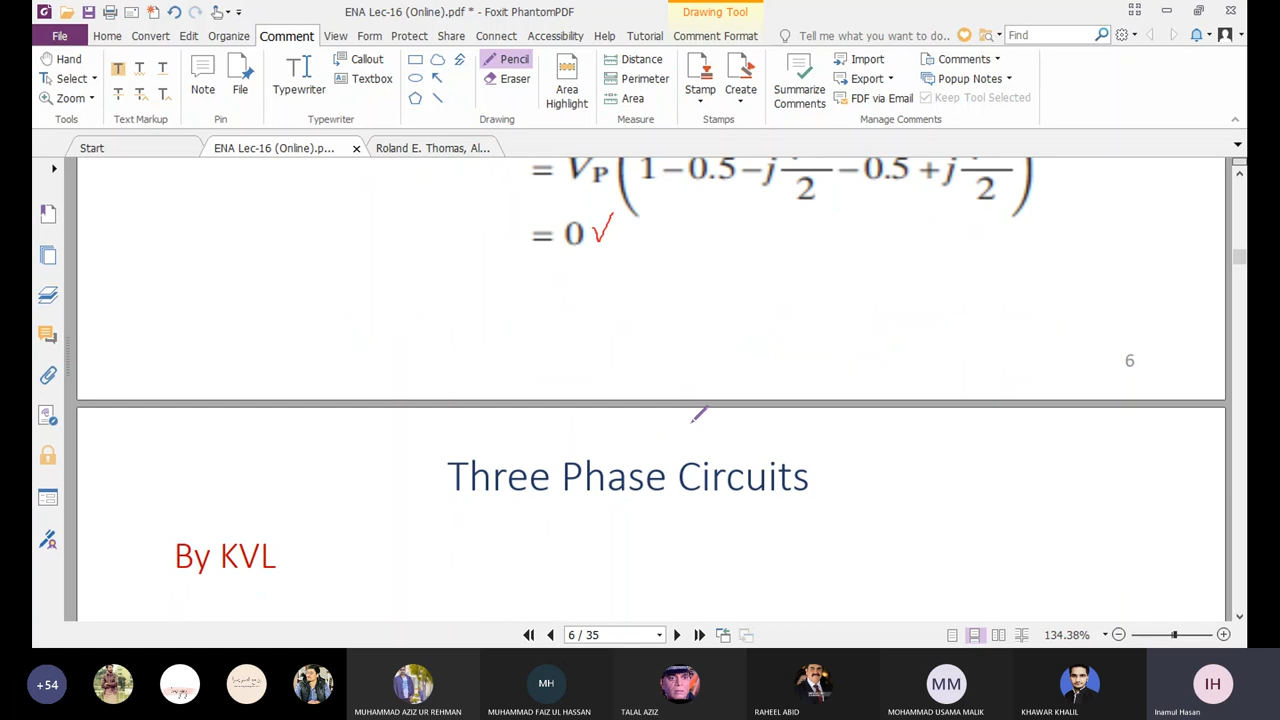 ENA Lec-16 (Online).pdf * - Foxit PhantomPDF
Drawing Tool
File Home Convert Edit Organize Comment View Form Protect Share Connect Accessibility Help Tutorial Comment Format Tell me what you want to do.. Find
Hand
Select
Zoom
Tools
T T T
T T T
Text Markup
Note
File
Pin
Typewriter
Callout
Textbox
Typewriter
Pencil
Eraser
Area
Highlight
Drawing
Distance
Perimeter
Area
Measure
Stamp
Create
Stamps
Summarize
Comments
Import
Export
FDF via Email
Comments
Popup Notes
Keep Tool Selected
Manage Comments
Start
ENA Lec-16 (Online).p...
Roland E. Thomas, Al...
= VP ( 1 − 0.5 − j /2 − 0.5 + j /2 )
= 0 ✓
6
Three Phase Circuits
By KVL
6 / 35
134.38%
+54
MUHAMMAD AZIZ UR REHMAN
MH
MUHAMMAD FAIZ UL HASSAN
TALAL AZIZ
RAHEEL ABID
MM
MOHAMMAD USAMA MALIK
KHAWAR KHALIL
IH
Inamul Hasan